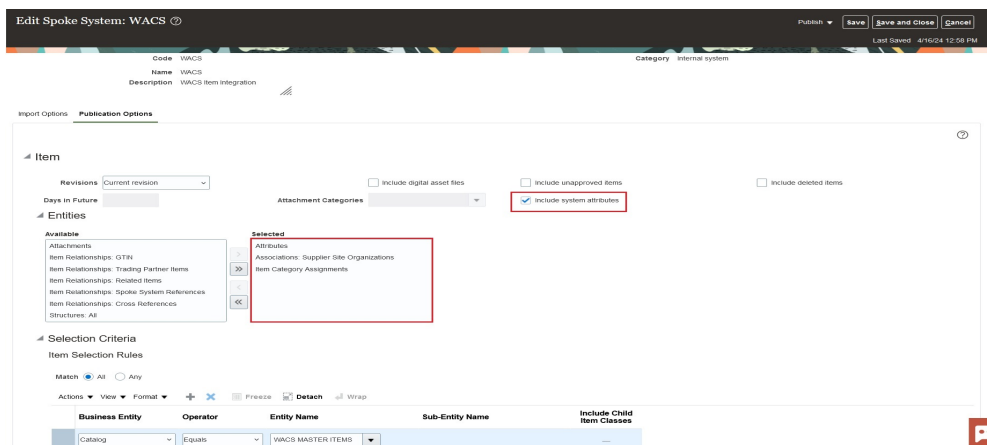 Edit Spoke System: WACS
Publish Save Save and Close Cancel
Last Saved 4/16/24 12:58 PM
Code WACS Category Internal system
Name WACS
Description WACS Item Integration
Import Options Publication Options
Item
Revisions Current revision Include digital asset files Include unapproved items Include deleted items
Days in Future Attachment Categories Include system attributes
Entities
Available Selected
Attachments Attributes
Item Relationships: GTIN Associations: Supplier Site Organizations
Item Relationships: Trading Partner Items Item Category Assignments
Item Relationships: Related Items
Item Relationships: Spoke System References
Item Relationships: Cross References
Structures: All
Selection Criteria
Item Selection Rules
Match All Any
Actions View Format Freeze Detach Wrap
Business Entity Operator Entity Name Sub-Entity Name Include Child
Item Classes
Catalog Equals WACS MASTER ITEMS